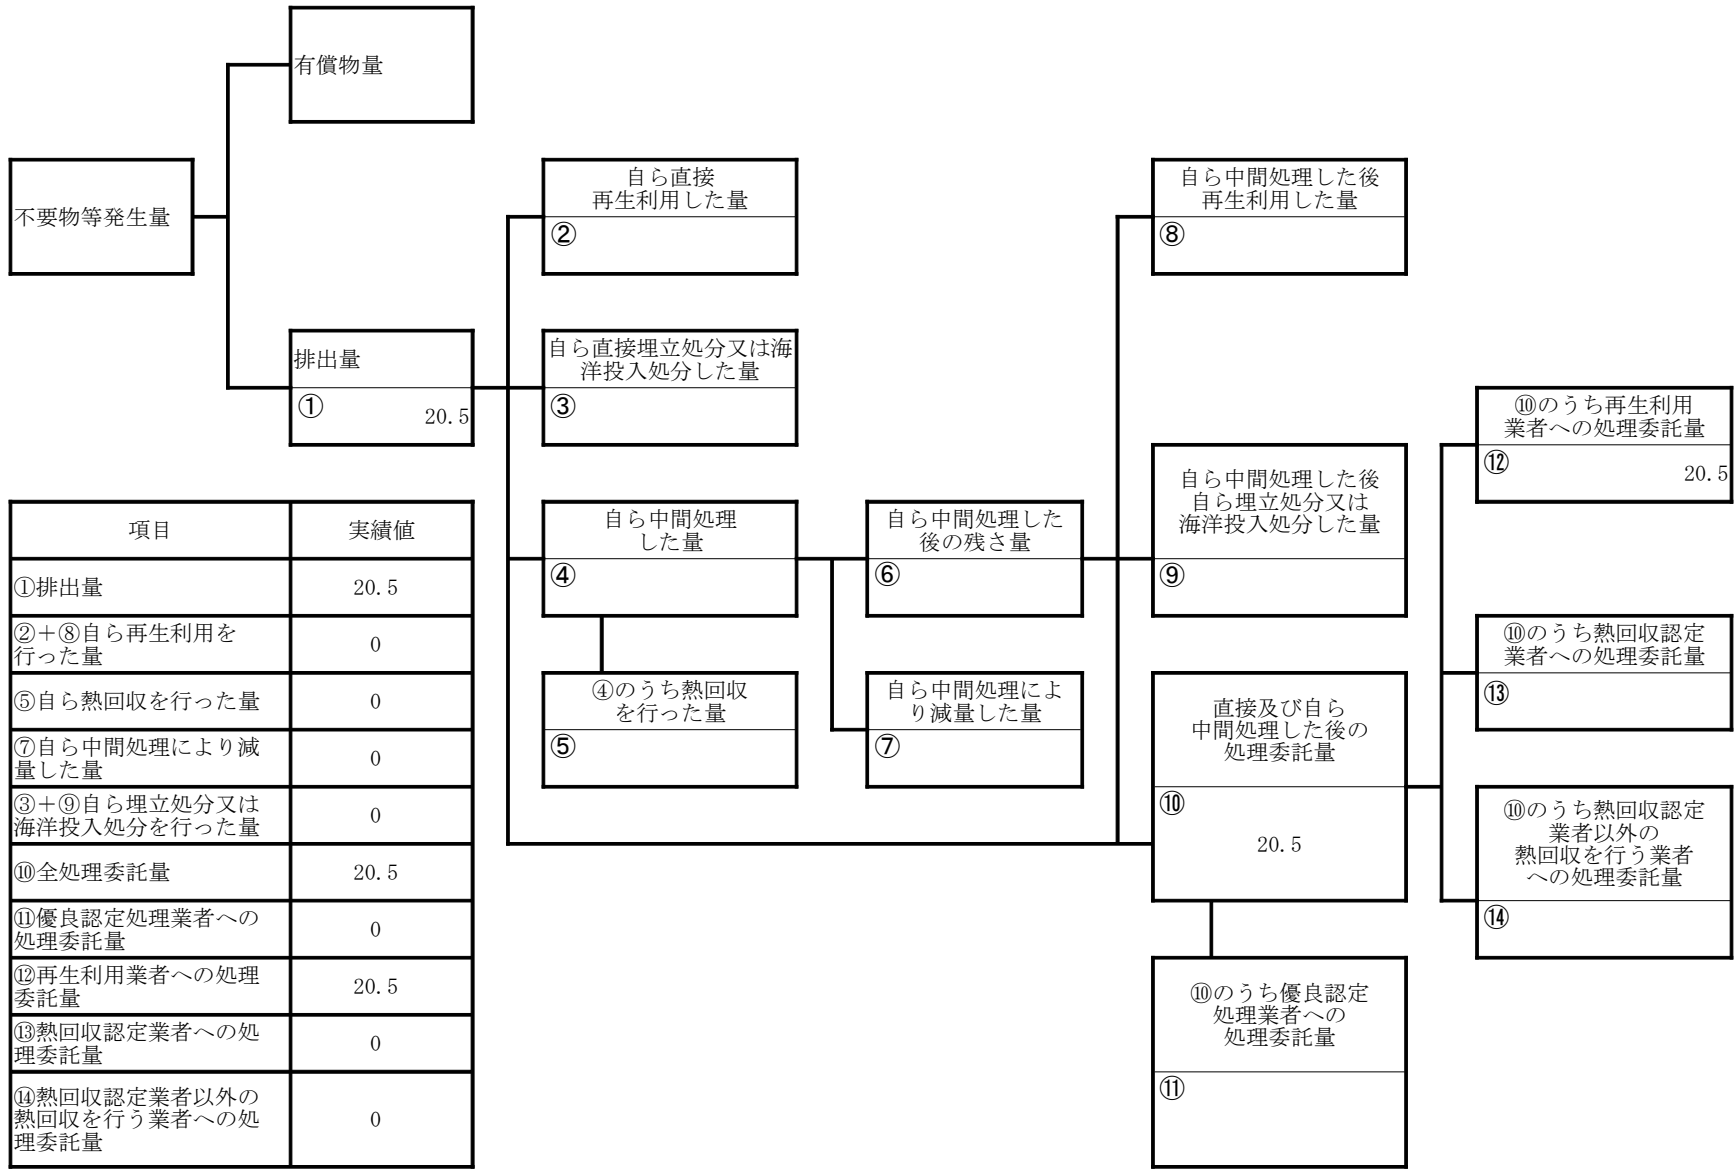 有償物量
不要物等発生量
自ら直接
再生利用した量
②
自ら中間処理した後
再生利用した量
⑧
排出量
① 20.5
自ら直接埋立処分又は海
洋投入処分した量
③
⑩のうち再生利用
業者への処理委託量
⑫ 20.5
自ら中間処理
した量
④
自ら中間処理した
後の残さ量
⑥
自ら中間処理した後
自ら埋立処分又は
海洋投入処分した量
⑨
⑩のうち熱回収認定
業者への処理委託量
⑬
④のうち熱回収
を行った量
⑤
自ら中間処理によ
り減量した量
⑦
直接及び自ら
中間処理した後の
処理委託量
⑩
20.5
⑩のうち熱回収認定
業者以外の
熱回収を行う業者
への処理委託量
⑭
⑩のうち優良認定
処理業者への
処理委託量
⑪
項目 実績値
①排出量 20.5
②＋⑧自ら再生利用を
行った量 0
⑤自ら熱回収を行った量 0
⑦自ら中間処理により減
量した量 0
③＋⑨自ら埋立処分又は
海洋投入処分を行った量 0
⑩全処理委託量 20.5
⑪優良認定処理業者への
処理委託量 0
⑫再生利用業者への処理
委託量 20.5
⑬熱回収認定業者への処
理委託量 0
⑭熱回収認定業者以外の
熱回収を行う業者への処
理委託量 0